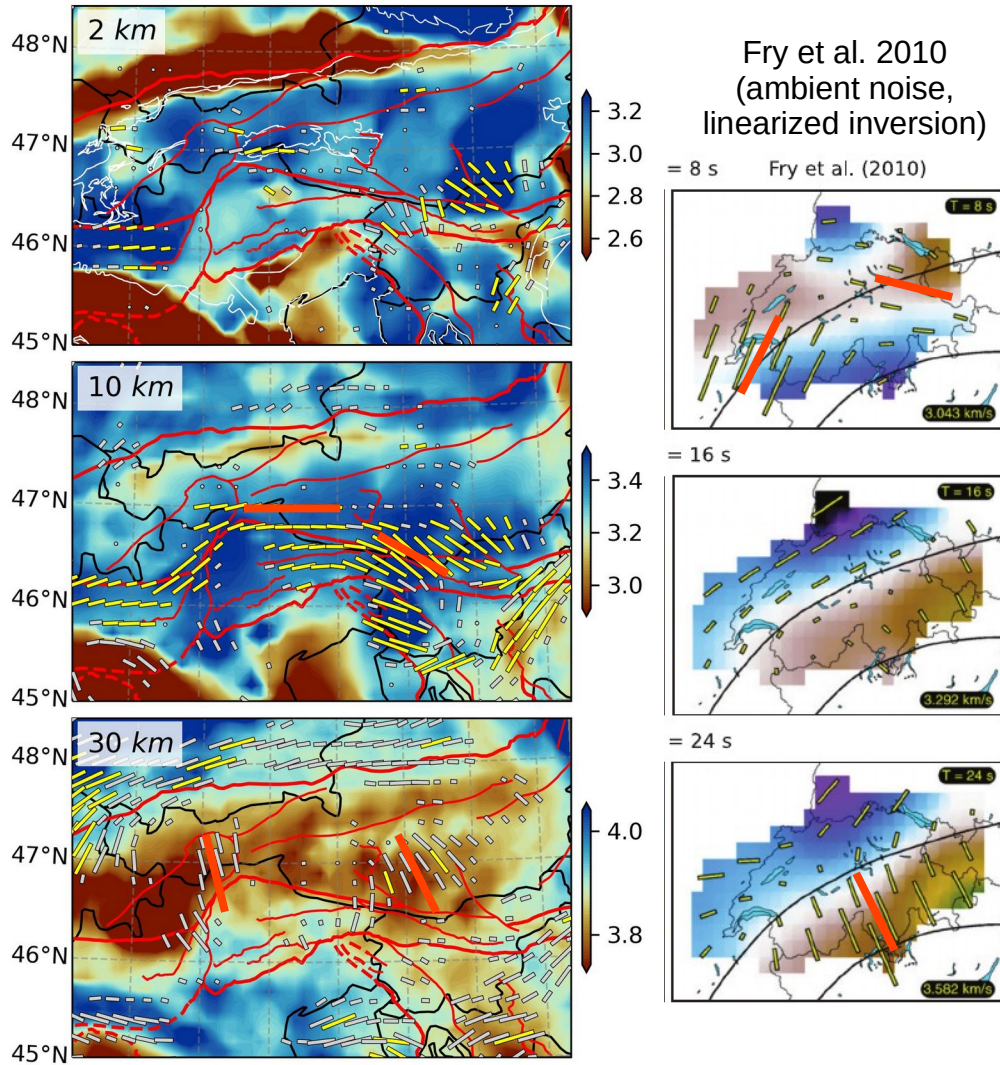 2 km
48°N
47°N
46°N
45°N
3.2
3.0
2.8
2.6
10 km
48°N
47°N
46°N
45°N
3.4
3.2
3.0
30 km
48°N
47°N
46°N
45°N
4.0
3.8
Fry et al. 2010
(ambient noise,
linearized inversion)
= 8 s Fry et al. (2010)
T = 8 s
3.043 km/s
= 16 s
T = 16 s
3.292 km/s
= 24 s
T = 24 s
3.582 km/s